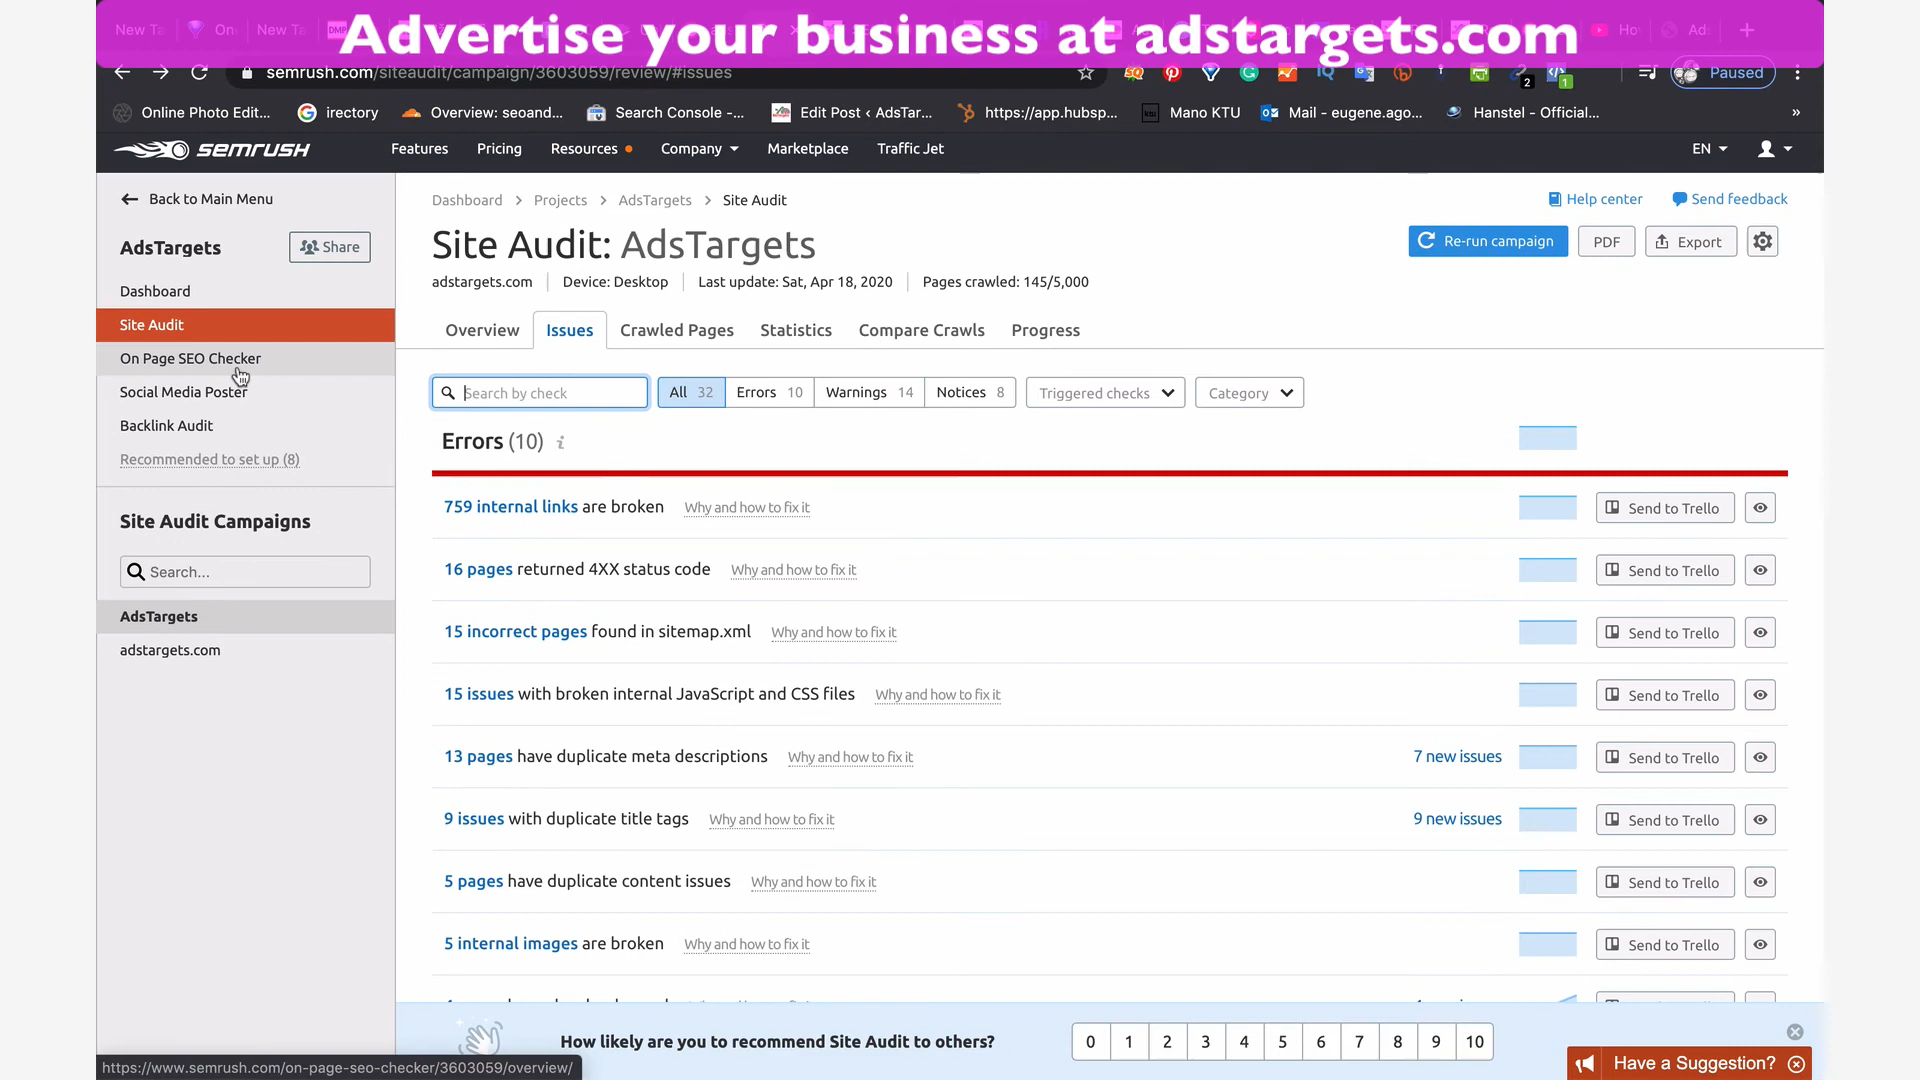 Advertise your business at adstargets.com
New Ta
On
New Ta
Ho
Ad
semrush.com/siteaudit/campaign/3603059/review/#issues
2
1
Paused
Online Photo Edit...
irectory
Overview: seoand...
Search Console -...
Edit Post ‹ AdsTar...
https://app.hubsp...
Mano KTU
Mail - eugene.ago...
Hanstel - Official...
»
SEMRUSH
Features
Pricing
Resources
Company
Marketplace
Traffic Jet
EN
Back to Main Menu
AdsTargets
Share
Dashboard
Site Audit
On Page SEO Checker
Social Media Poster
Backlink Audit
Recommended to set up (8)
Site Audit Campaigns
Search...
AdsTargets
adstargets.com
Dashboard > Projects > AdsTargets > Site Audit
Help center
Send feedback
Site Audit: AdsTargets
Re-run campaign
PDF
Export
adstargets.com
Device: Desktop
Last update: Sat, Apr 18, 2020
Pages crawled: 145/5,000
Overview
Issues
Crawled Pages
Statistics
Compare Crawls
Progress
Search by check
All 32
Errors 10
Warnings 14
Notices 8
Triggered checks
Category
Errors (10) i
759 internal links are broken Why and how to fix it Send to Trello
16 pages returned 4XX status code Why and how to fix it Send to Trello
15 incorrect pages found in sitemap.xml Why and how to fix it Send to Trello
15 issues with broken internal JavaScript and CSS files Why and how to fix it Send to Trello
13 pages have duplicate meta descriptions Why and how to fix it 7 new issues Send to Trello
9 issues with duplicate title tags Why and how to fix it 9 new issues Send to Trello
5 pages have duplicate content issues Why and how to fix it Send to Trello
5 internal images are broken Why and how to fix it Send to Trello
How likely are you to recommend Site Audit to others?
0 1 2 3 4 5 6 7 8 9 10
Have a Suggestion?
https://www.semrush.com/on-page-seo-checker/3603059/overview/